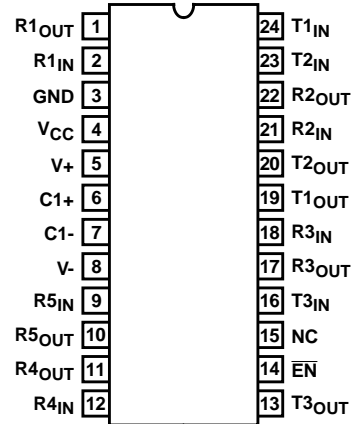 R1OUT 1 24 T1IN
R1IN 2 23 T2IN
GND 3 22 R2OUT
VCC 4 21 R2IN
V+ 5 20 T2OUT
C1+ 6 19 T1OUT
C1- 7 18 R3IN
V- 8 17 R3OUT
R5IN 9 16 T3IN
R5OUT 10 15 NC
R4OUT 11 14 E̅N̅
R4IN 12 13 T3OUT